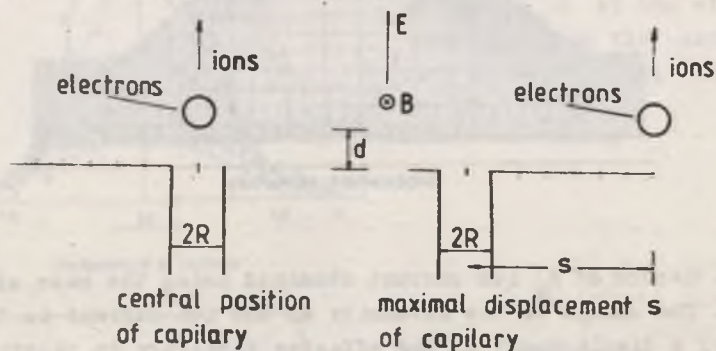 ions
electrons
E
B
d
ions
electrons
2R
2R
s
central position
of capilary
maximal displacement s
of capilary